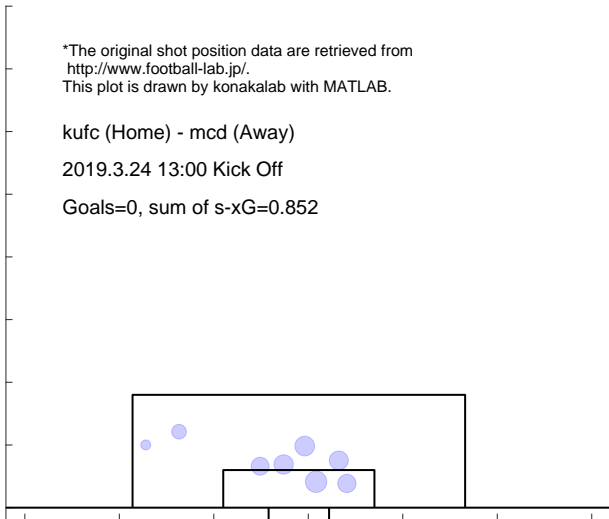 *The original shot position data are retrieved from
http://www.football-lab.jp/.
This plot is drawn by konakalab with MATLAB.
kufc (Home) - mcd (Away)
2019.3.24 13:00 Kick Off
Goals=0, sum of s-xG=0.852